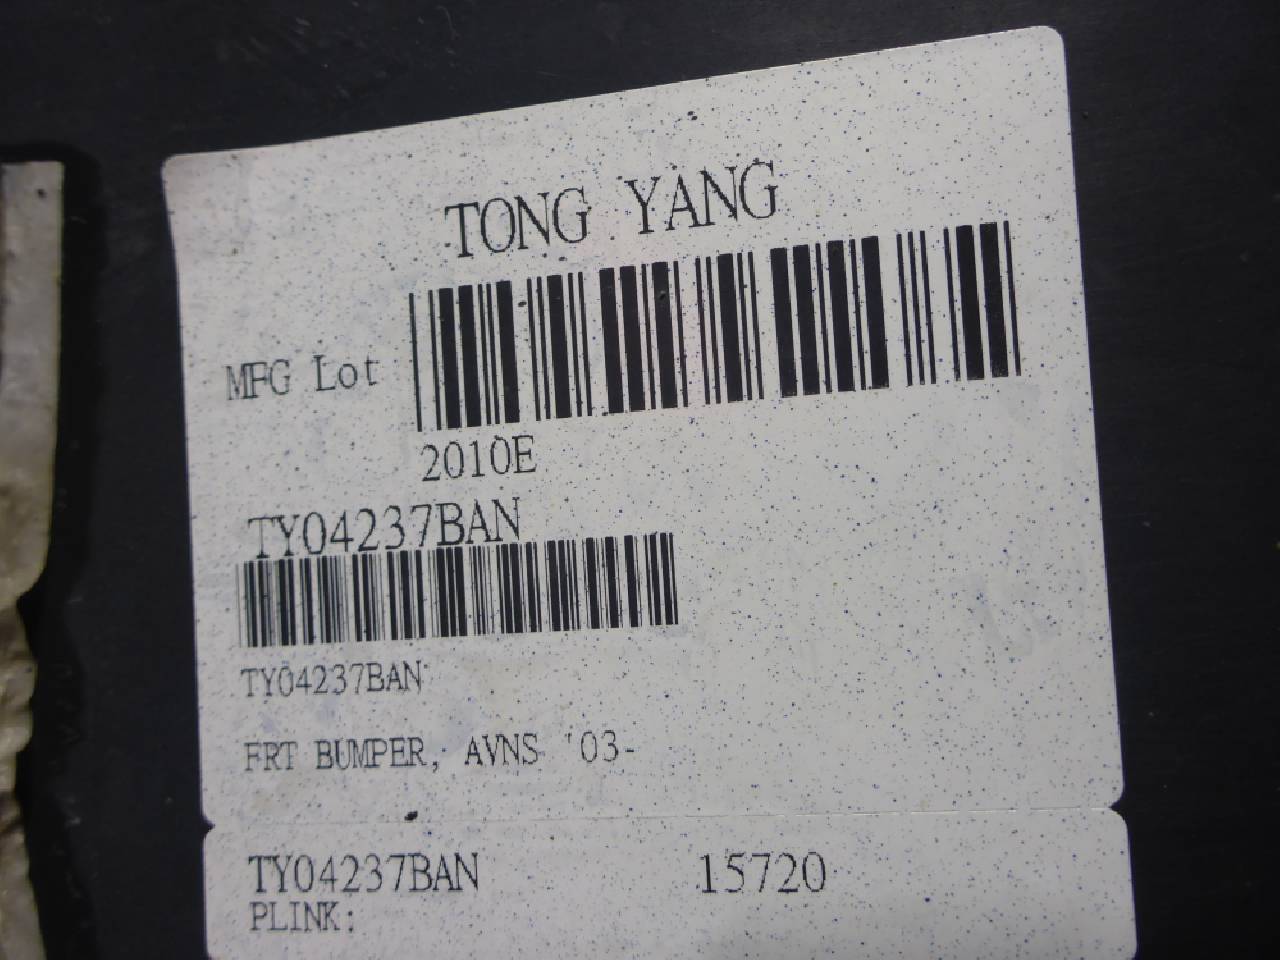 TONG YANG
MFG Lot
2010E
TY04237BAN
TY04237BAN
FRT BUMPER; AVNS '03-
TY04237BAN 15720
PLINK: